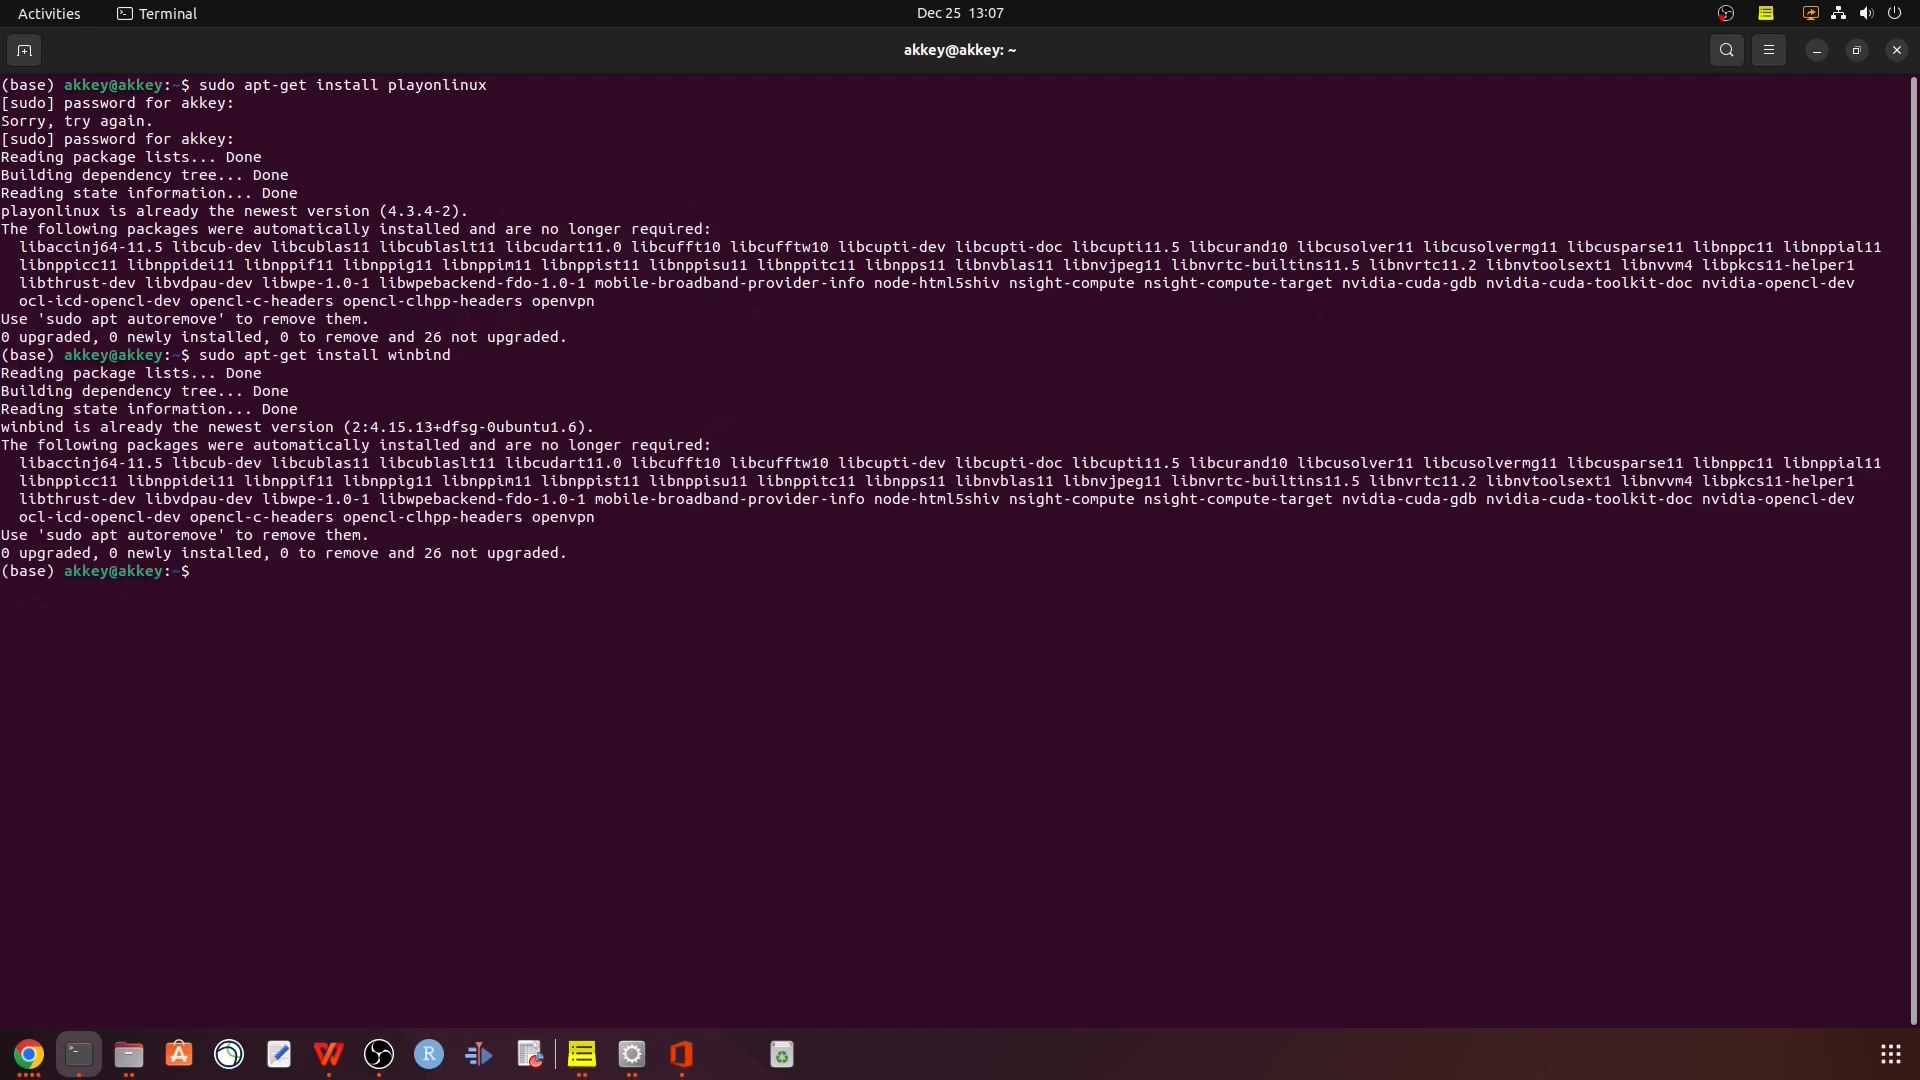 Activities
Terminal
Dec 25 13:07
akkey@akkey: ~
(base) akkey@akkey:~$ sudo apt-get install playonlinux
[sudo] password for akkey:
Sorry, try again.
[sudo] password for akkey:
Reading package lists... Done
Building dependency tree... Done
Reading state information... Done
playonlinux is already the newest version (4.3.4-2).
The following packages were automatically installed and are no longer required:
libaccinj64-11.5 libcub-dev libcublas11 libcublaslt11 libcudart11.0 libcufft10 libcufftw10 libcupti-dev libcupti-doc libcupti11.5 libcurand10 libcusolver11 libcusolvermg11 libcusparse11 libnppc11 libnppial11
libnppicc11 libnppidei11 libnppif11 libnppig11 libnppim11 libnppist11 libnppisu11 libnppitc11 libnpps11 libnvblas11 libnvjpeg11 libnvrtc-builtins11.5 libnvrtc11.2 libnvtoolsext1 libnvvm4 libpkcs11-helper1
libthrust-dev libvdpau-dev libwpe-1.0-1 libwpebackend-fdo-1.0-1 mobile-broadband-provider-info node-html5shiv nsight-compute nsight-compute-target nvidia-cuda-gdb nvidia-cuda-toolkit-doc nvidia-opencl-dev
ocl-icd-opencl-dev opencl-c-headers opencl-clhpp-headers openvpn
Use 'sudo apt autoremove' to remove them.
0 upgraded, 0 newly installed, 0 to remove and 26 not upgraded.
(base) akkey@akkey:~$ sudo apt-get install winbind
Reading package lists... Done
Building dependency tree... Done
Reading state information... Done
winbind is already the newest version (2:4.15.13+dfsg-0ubuntu1.6).
The following packages were automatically installed and are no longer required:
libaccinj64-11.5 libcub-dev libcublas11 libcublaslt11 libcudart11.0 libcufft10 libcufftw10 libcupti-dev libcupti-doc libcupti11.5 libcurand10 libcusolver11 libcusolvermg11 libcusparse11 libnppc11 libnppial11
libnppicc11 libnppidei11 libnppif11 libnppig11 libnppim11 libnppist11 libnppisu11 libnppitc11 libnpps11 libnvblas11 libnvjpeg11 libnvrtc-builtins11.5 libnvrtc11.2 libnvtoolsext1 libnvvm4 libpkcs11-helper1
libthrust-dev libvdpau-dev libwpe-1.0-1 libwpebackend-fdo-1.0-1 mobile-broadband-provider-info node-html5shiv nsight-compute nsight-compute-target nvidia-cuda-gdb nvidia-cuda-toolkit-doc nvidia-opencl-dev
ocl-icd-opencl-dev opencl-c-headers opencl-clhpp-headers openvpn
Use 'sudo apt autoremove' to remove them.
0 upgraded, 0 newly installed, 0 to remove and 26 not upgraded.
(base) akkey@akkey:~$